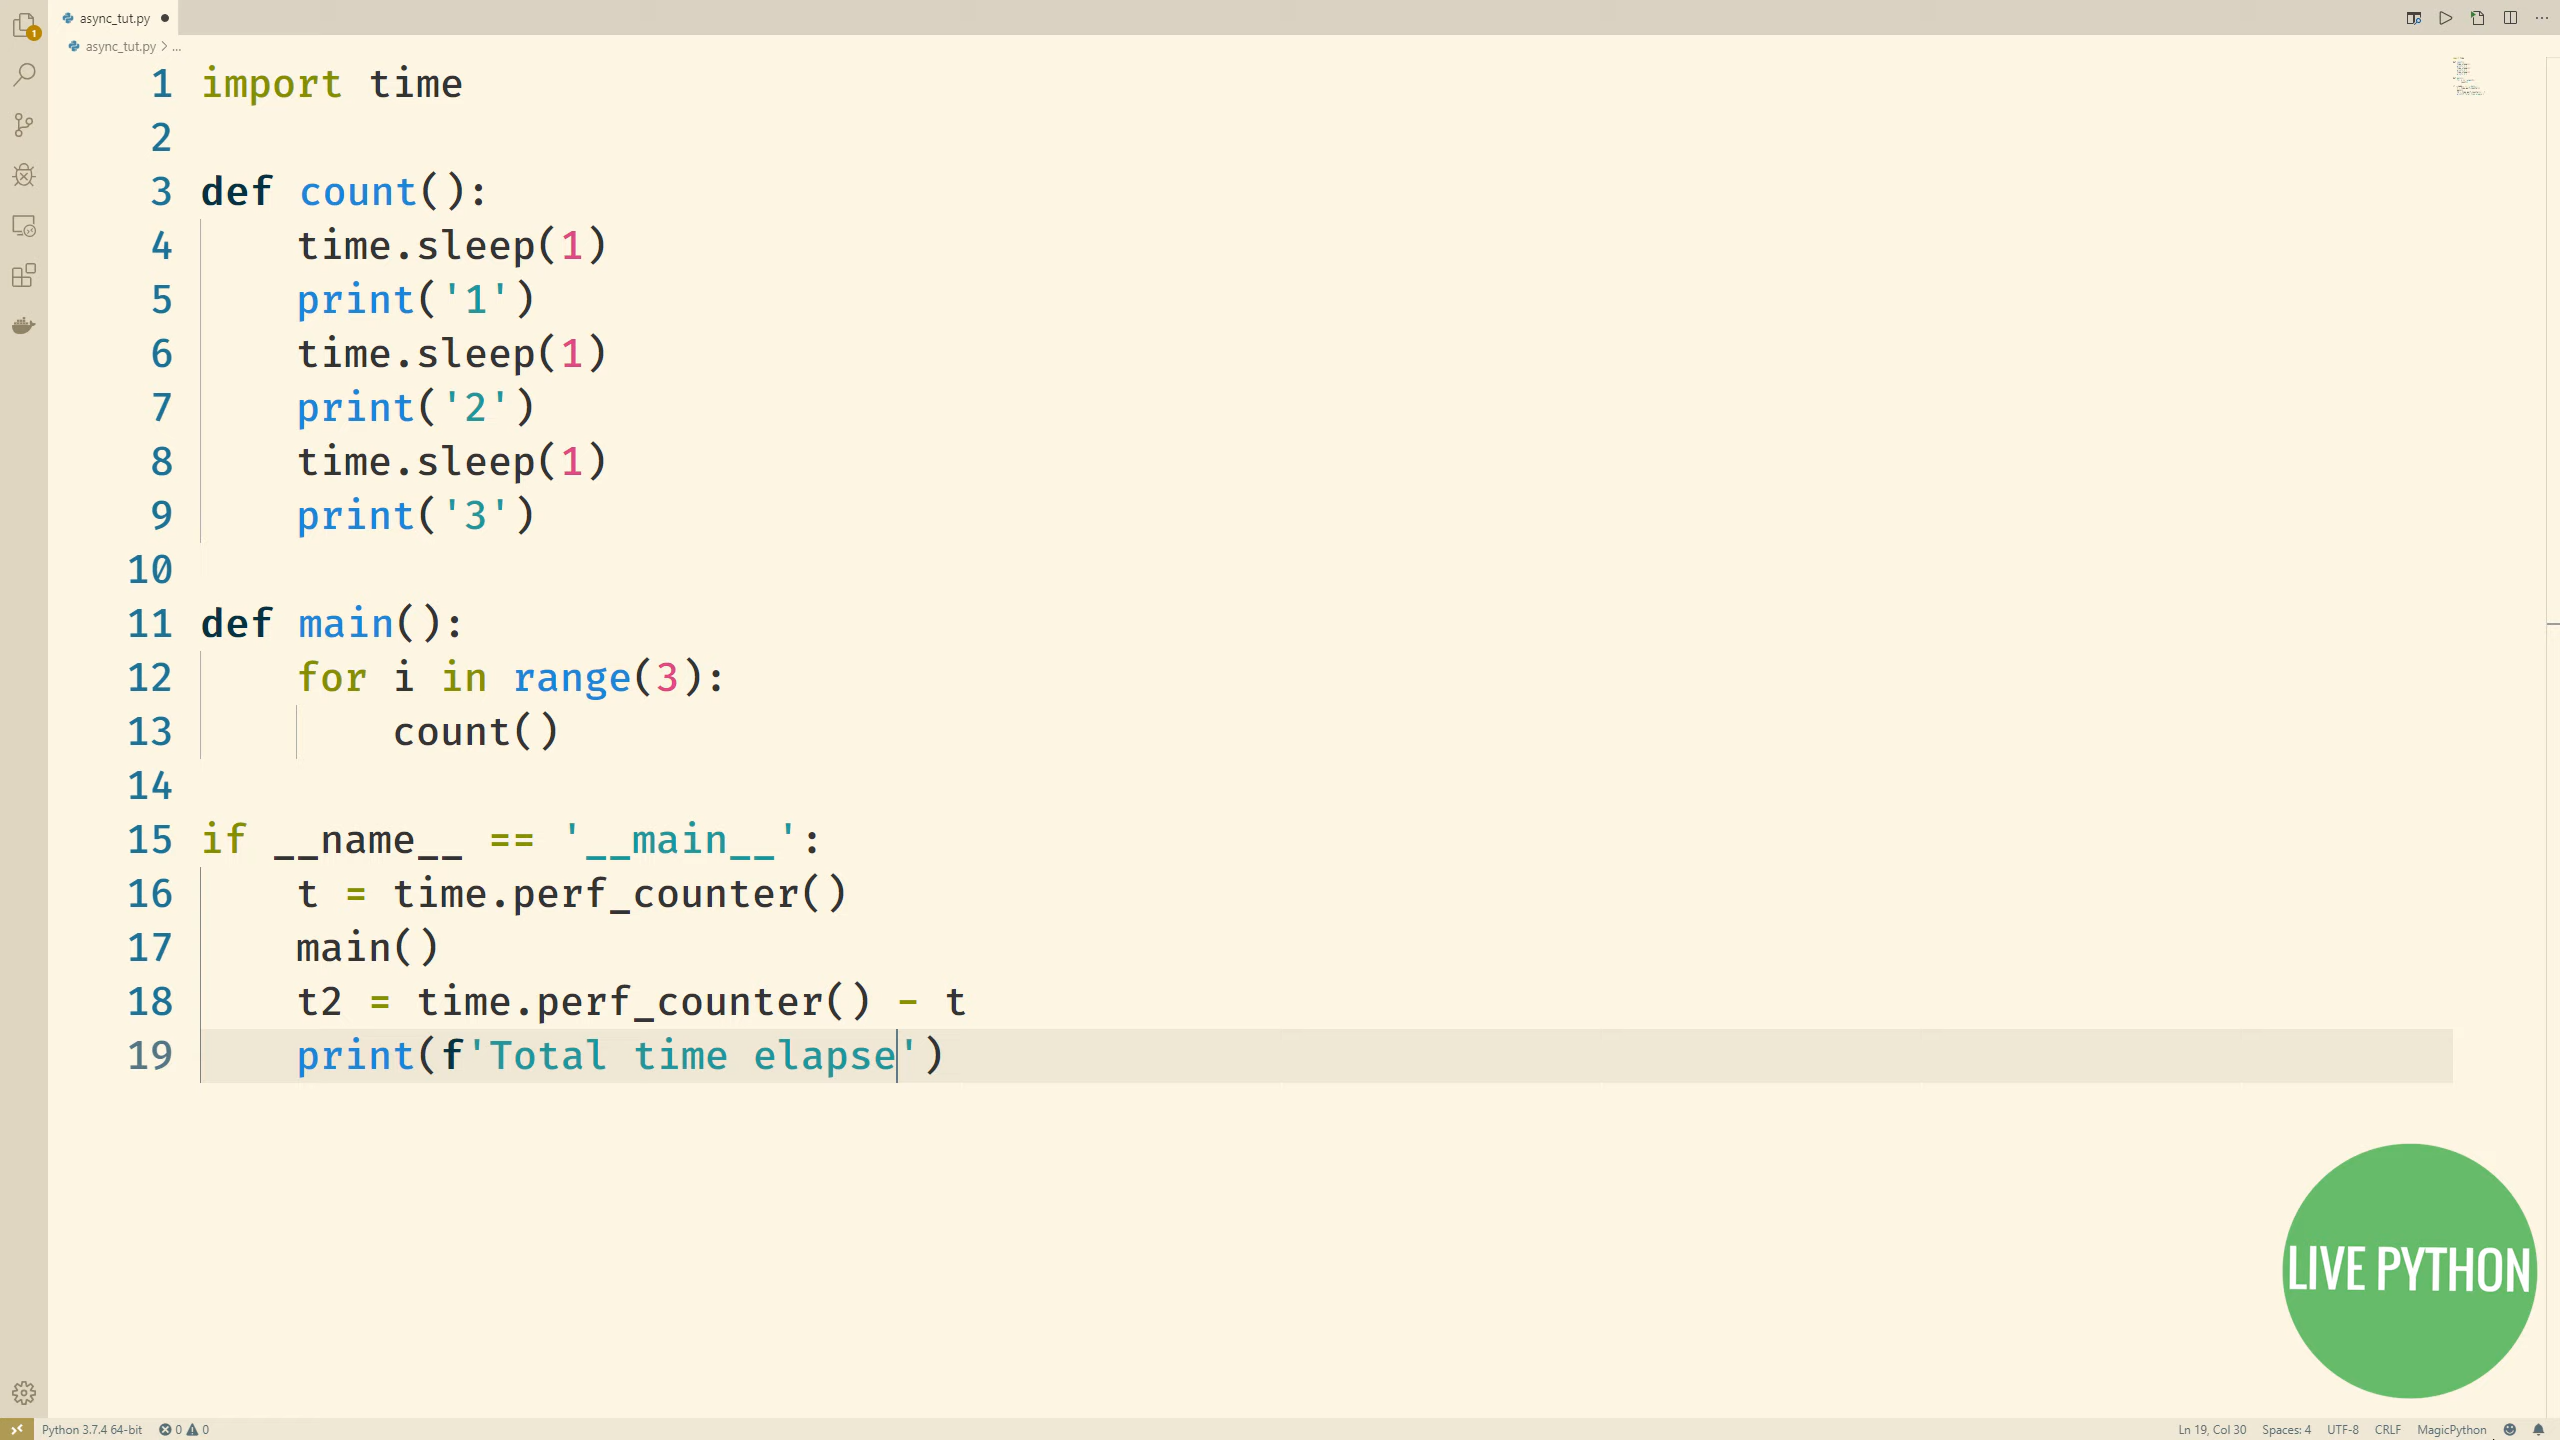 async_tut.py
async_tut.py > ...
1
1 import time
2
3 def count():
4     time.sleep(1)
5     print('1')
6     time.sleep(1)
7     print('2')
8     time.sleep(1)
9     print('3')
10
11 def main():
12     for i in range(3):
13         count()
14
15 if __name__ == '__main__':
16     t = time.perf_counter()
17     main()
18     t2 = time.perf_counter() - t
19     print(f'Total time elapse')
LIVE PYTHON
Python 3.7.4 64-bit 0 0 Ln 19, Col 30 Spaces: 4 UTF-8 CRLF MagicPython